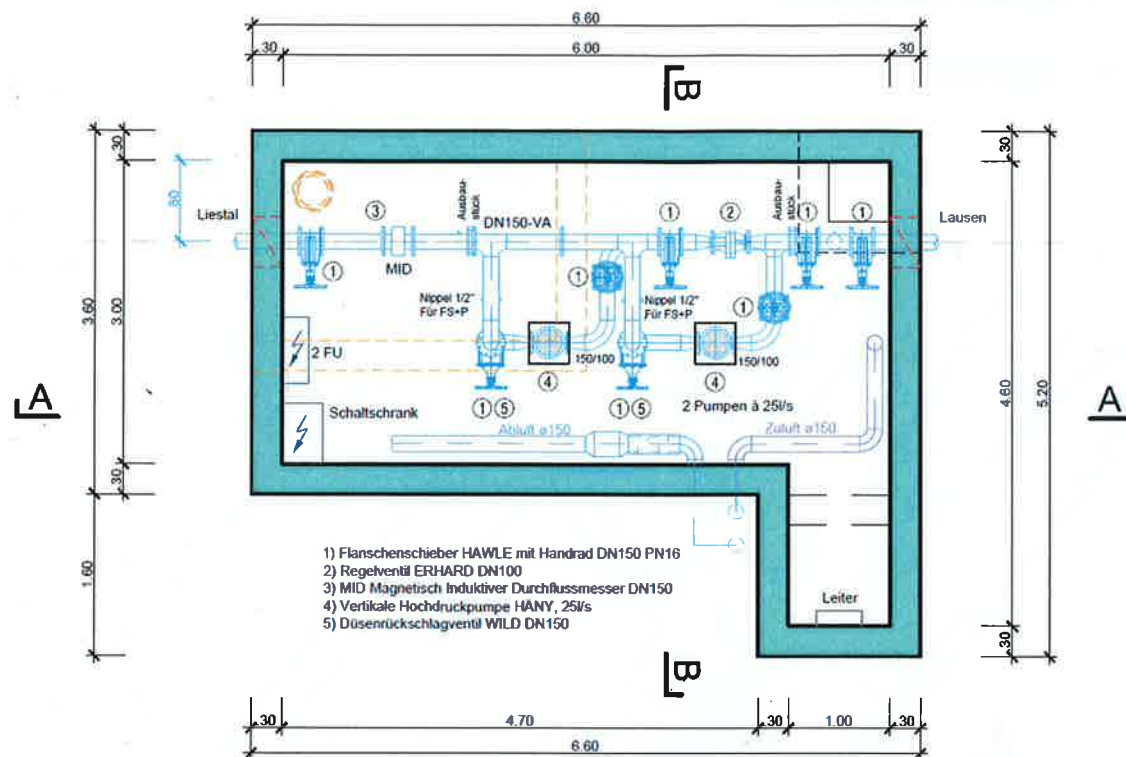 6.60
30
6.00
30
B
30
80
3.60
3.00
30
1.60
Liestal
Lausen
3
Ausbau-
stück
DN150-VA
1
2
Ausbau-
stück
1
1
1
MID
1
1
Nippel 1/2"
Für FS+P
Nippel 1/2"
Für FS+P
2 FU
150/100
150/100
4
4
1 5
1 5
2 Pumpen à 25l/s
A
A
Schaltschrank
Abluft ø150
Zuluft ø150
30
4.60
5.20
30
1) Flanschenschieber HAWLE mit Handrad DN150 PN16
2) Regelventil ERHARD DN100
3) MID Magnetisch Induktiver Durchflussmesser DN150
4) Vertikale Hochdruckpumpe HÄNY, 25l/s
5) Düsenrückschlagventil WILD DN150
Leiter
B
30
4.70
30
1.00
30
6.60